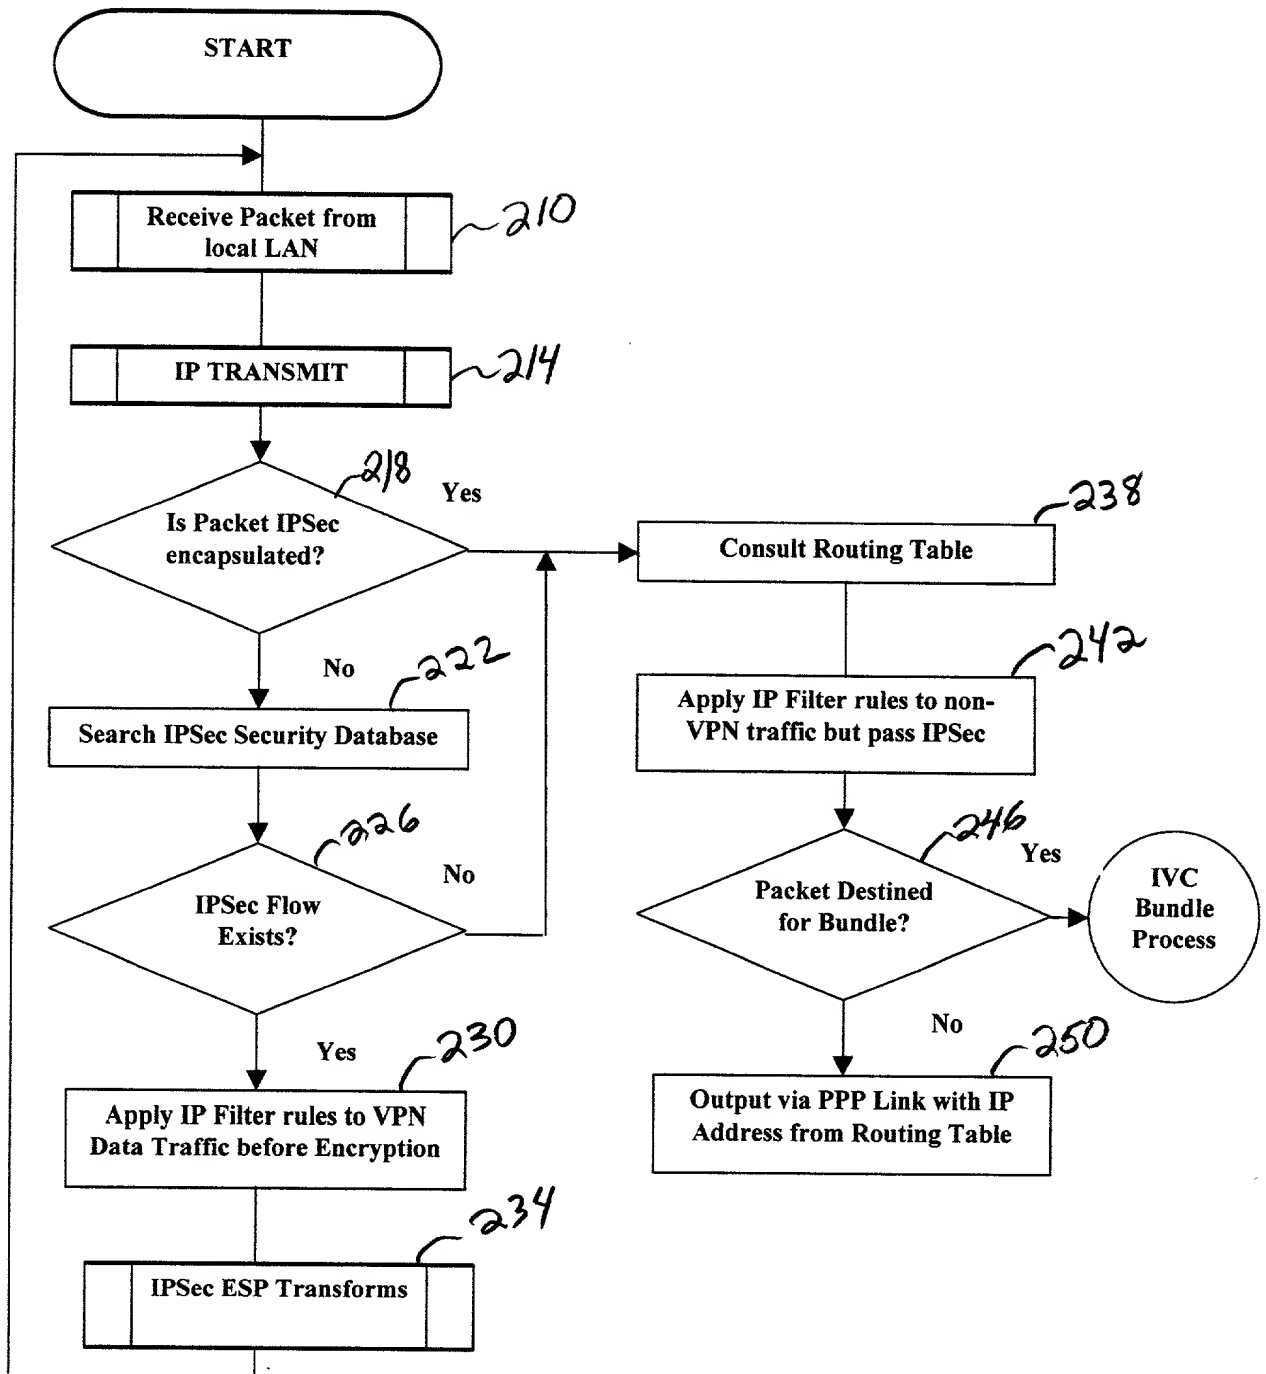 START
Receive Packet from
local LAN
210
IP TRANSMIT
214
218
Is Packet IPSec
encapsulated?
Yes
No
222
Search IPSec Security Database
226
IPSec Flow
Exists?
No
Yes
230
Apply IP Filter rules to VPN
Data Traffic before Encryption
234
IPSec ESP Transforms
238
Consult Routing Table
242
Apply IP Filter rules to non-
VPN traffic but pass IPSec
246
Packet Destined
for Bundle?
Yes
IVC
Bundle
Process
No
250
Output via PPP Link with IP
Address from Routing Table